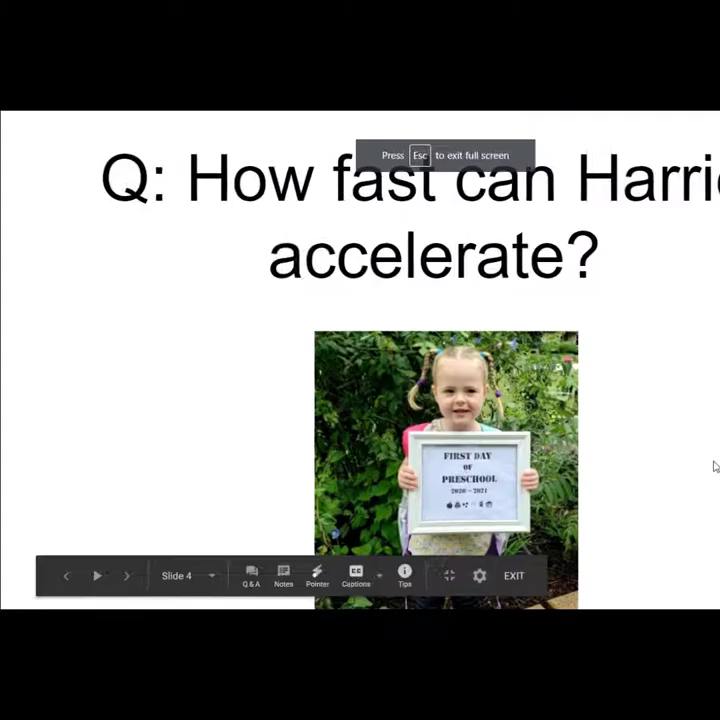 Press Esc to exit full screen
Q: How fast can Harri
accelerate?
FIRST DAY
OF
PRESCHOOL
2020-2021
Slide 4
Q & A
Notes
Pointer
CC
Captions
Tips
EXIT